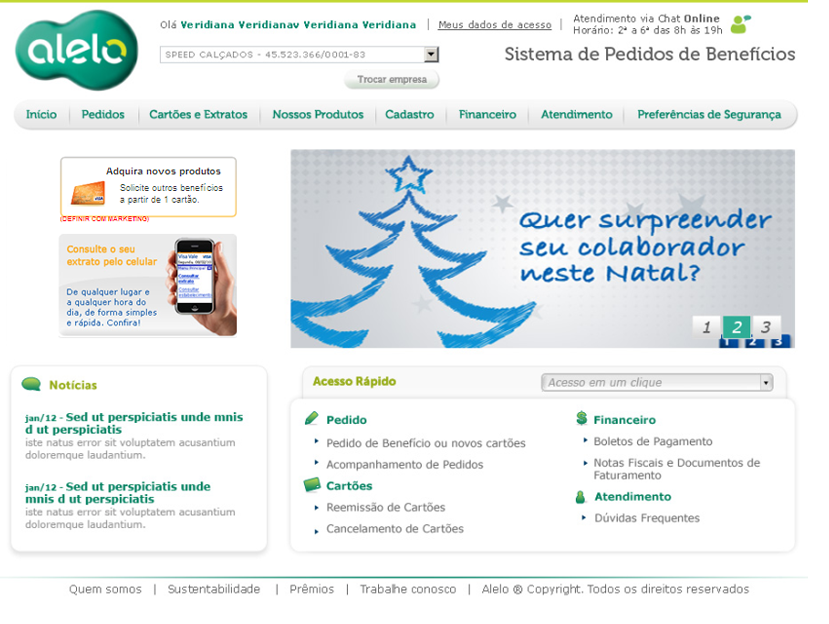 alelo
Olá Veridiana Veridianav Veridiana Veridiana | Meus dados de acesso |
Atendimento via Chat Online
Horário: 2ª a 6ª das 8h às 19h
SPEED CALÇADOS - 45.523.366/0001-83
Trocar empresa
Sistema de Pedidos de Benefícios
Início Pedidos Cartões e Extratos Nossos Produtos Cadastro Financeiro Atendimento Preferências de Segurança
Adquira novos produtos
Solicite outros benefícios
a partir de 1 cartão.
(DEFINIR COM MARKETING)
Consulte o seu
extrato pelo celular
De qualquer lugar e
a qualquer hora do
dia, de forma simples
e rápida. Confira!
Visa Vale
Consultar
extrato
Consultar
Quer surpreender
seu colaborador
neste Natal?
1 2 3
1 2 3
Notícias
jan/12 - Sed ut perspiciatis unde mnis
d ut perspiciatis
iste natus error sit voluptatem acusantium
doloremque laudantium.
jan/12 - Sed ut perspiciatis unde
mnis d ut perspiciatis
iste natus error sit voluptatem acusantium
doloremque laudantium.
Acesso Rápido
Acesso em um clique
Pedido
Pedido de Benefício ou novos cartões
Acompanhamento de Pedidos
Cartões
Reemissão de Cartões
Cancelamento de Cartões
Financeiro
Boletos de Pagamento
Notas Fiscais e Documentos de
Faturamento
Atendimento
Dúvidas Frequentes
Quem somos | Sustentabilidade | Prêmios | Trabalhe conosco | Alelo ® Copyright. Todos os direitos reservados